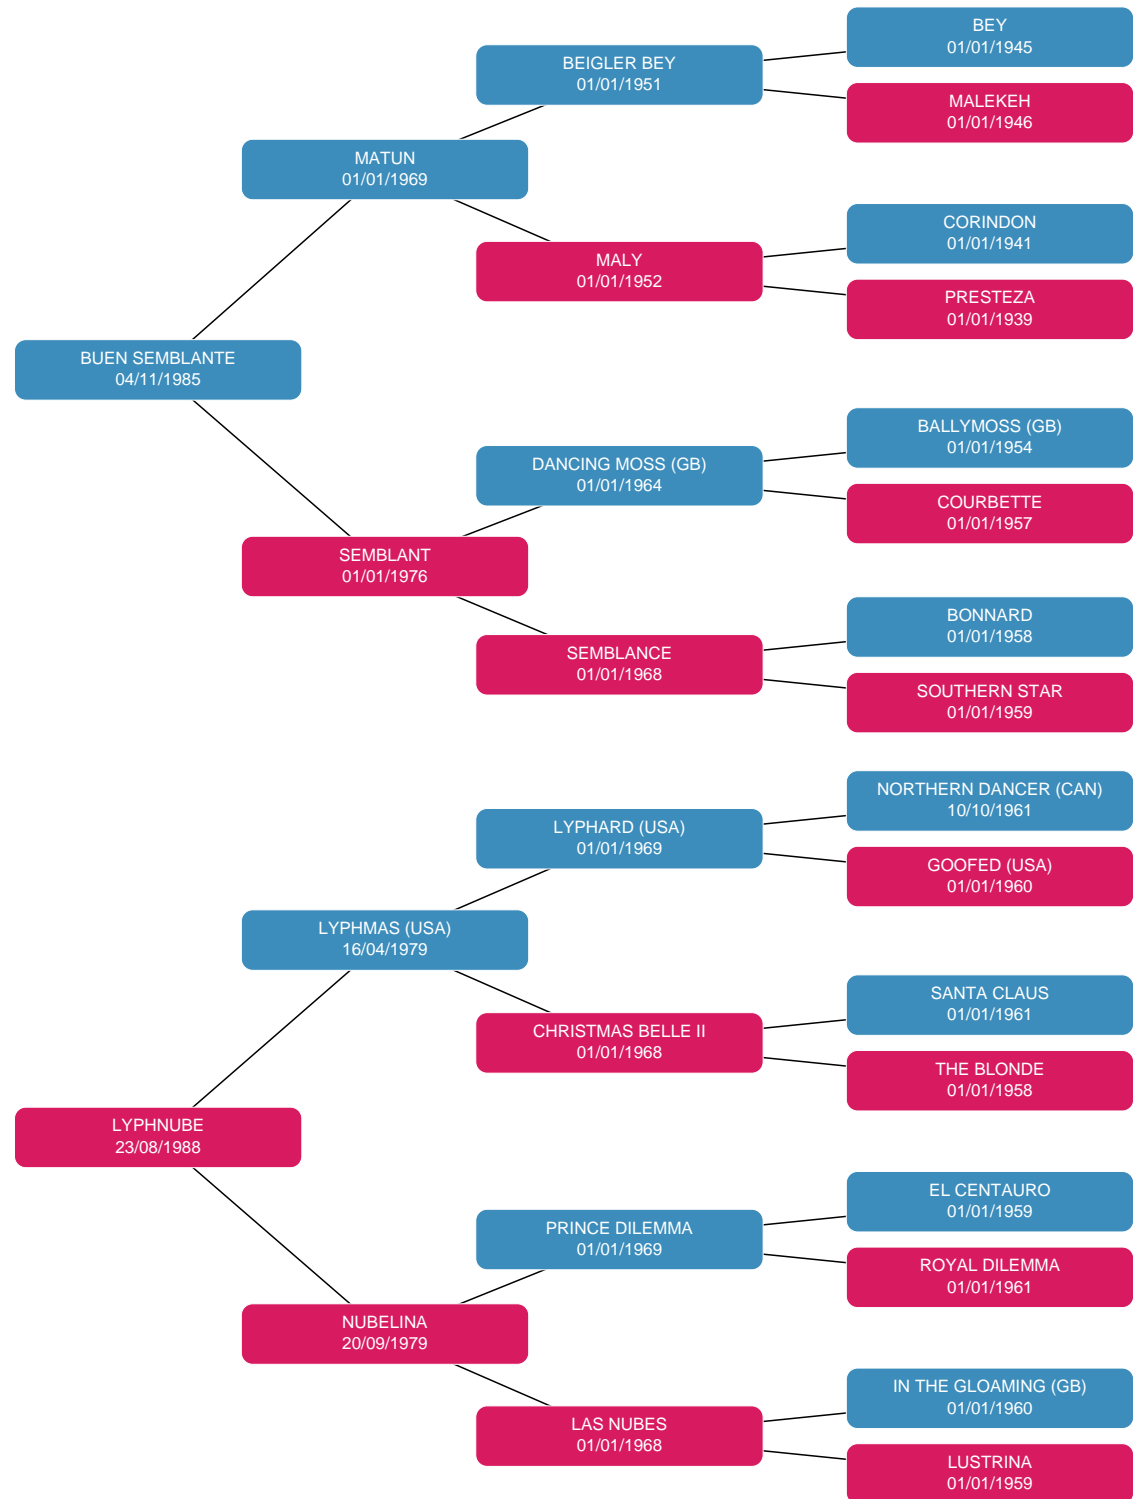 BEY
01/01/1945
BEIGLER BEY
01/01/1951
MALEKEH
01/01/1946
MATUN
01/01/1969
CORINDON
01/01/1941
MALY
01/01/1952
PRESTEZA
01/01/1939
BUEN SEMBLANTE
04/11/1985
BALLYMOSS (GB)
01/01/1954
DANCING MOSS (GB)
01/01/1964
COURBETTE
01/01/1957
SEMBLANT
01/01/1976
BONNARD
01/01/1958
SEMBLANCE
01/01/1968
SOUTHERN STAR
01/01/1959
NORTHERN DANCER (CAN)
10/10/1961
LYPHARD (USA)
01/01/1969
GOOFED (USA)
01/01/1960
LYPHMAS (USA)
16/04/1979
SANTA CLAUS
01/01/1961
CHRISTMAS BELLE II
01/01/1968
THE BLONDE
01/01/1958
LYPHNUBE
23/08/1988
EL CENTAURO
01/01/1959
PRINCE DILEMMA
01/01/1969
ROYAL DILEMMA
01/01/1961
NUBELINA
20/09/1979
IN THE GLOAMING (GB)
01/01/1960
LAS NUBES
01/01/1968
LUSTRINA
01/01/1959